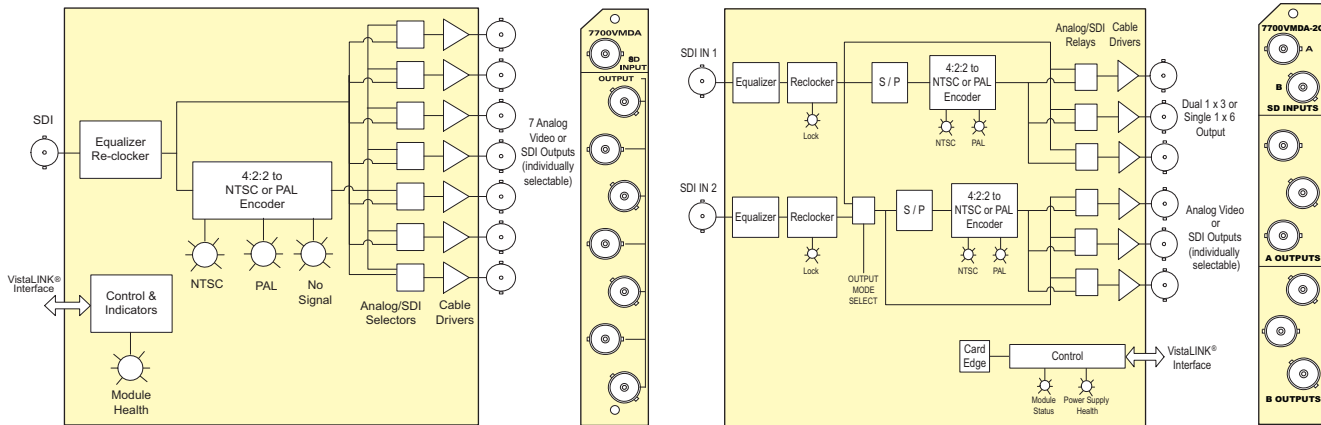 SDI
Equalizer
Re-clocker
4:2:2 to
NTSC or PAL
Encoder
NTSC
PAL
No
Signal
VistaLINK®
Interface
Control &
Indicators
Module
Health
Analog/SDI
Selectors
Cable
Drivers
7 Analog
Video or
SDI Outputs
(individually
selectable)
7700VMDA
SD
INPUT
OUTPUT
Analog/SDI
Relays
Cable
Drivers
SDI IN 1
Equalizer
Reclocker
Lock
S / P
4:2:2 to
NTSC or PAL
Encoder
NTSC
PAL
Dual 1 x 3 or
Single 1 x 6
Output
SDI IN 2
Equalizer
Reclocker
Lock
OUTPUT
MODE
SELECT
S / P
4:2:2 to
NTSC or PAL
Encoder
NTSC
PAL
Analog Video
or
SDI Outputs
(individually
selectable)
Card
Edge
Control
VistaLINK®
Interface
Module
Status
Power Supply
Health
A
B
SD INPUTS
A OUTPUTS
B OUTPUTS